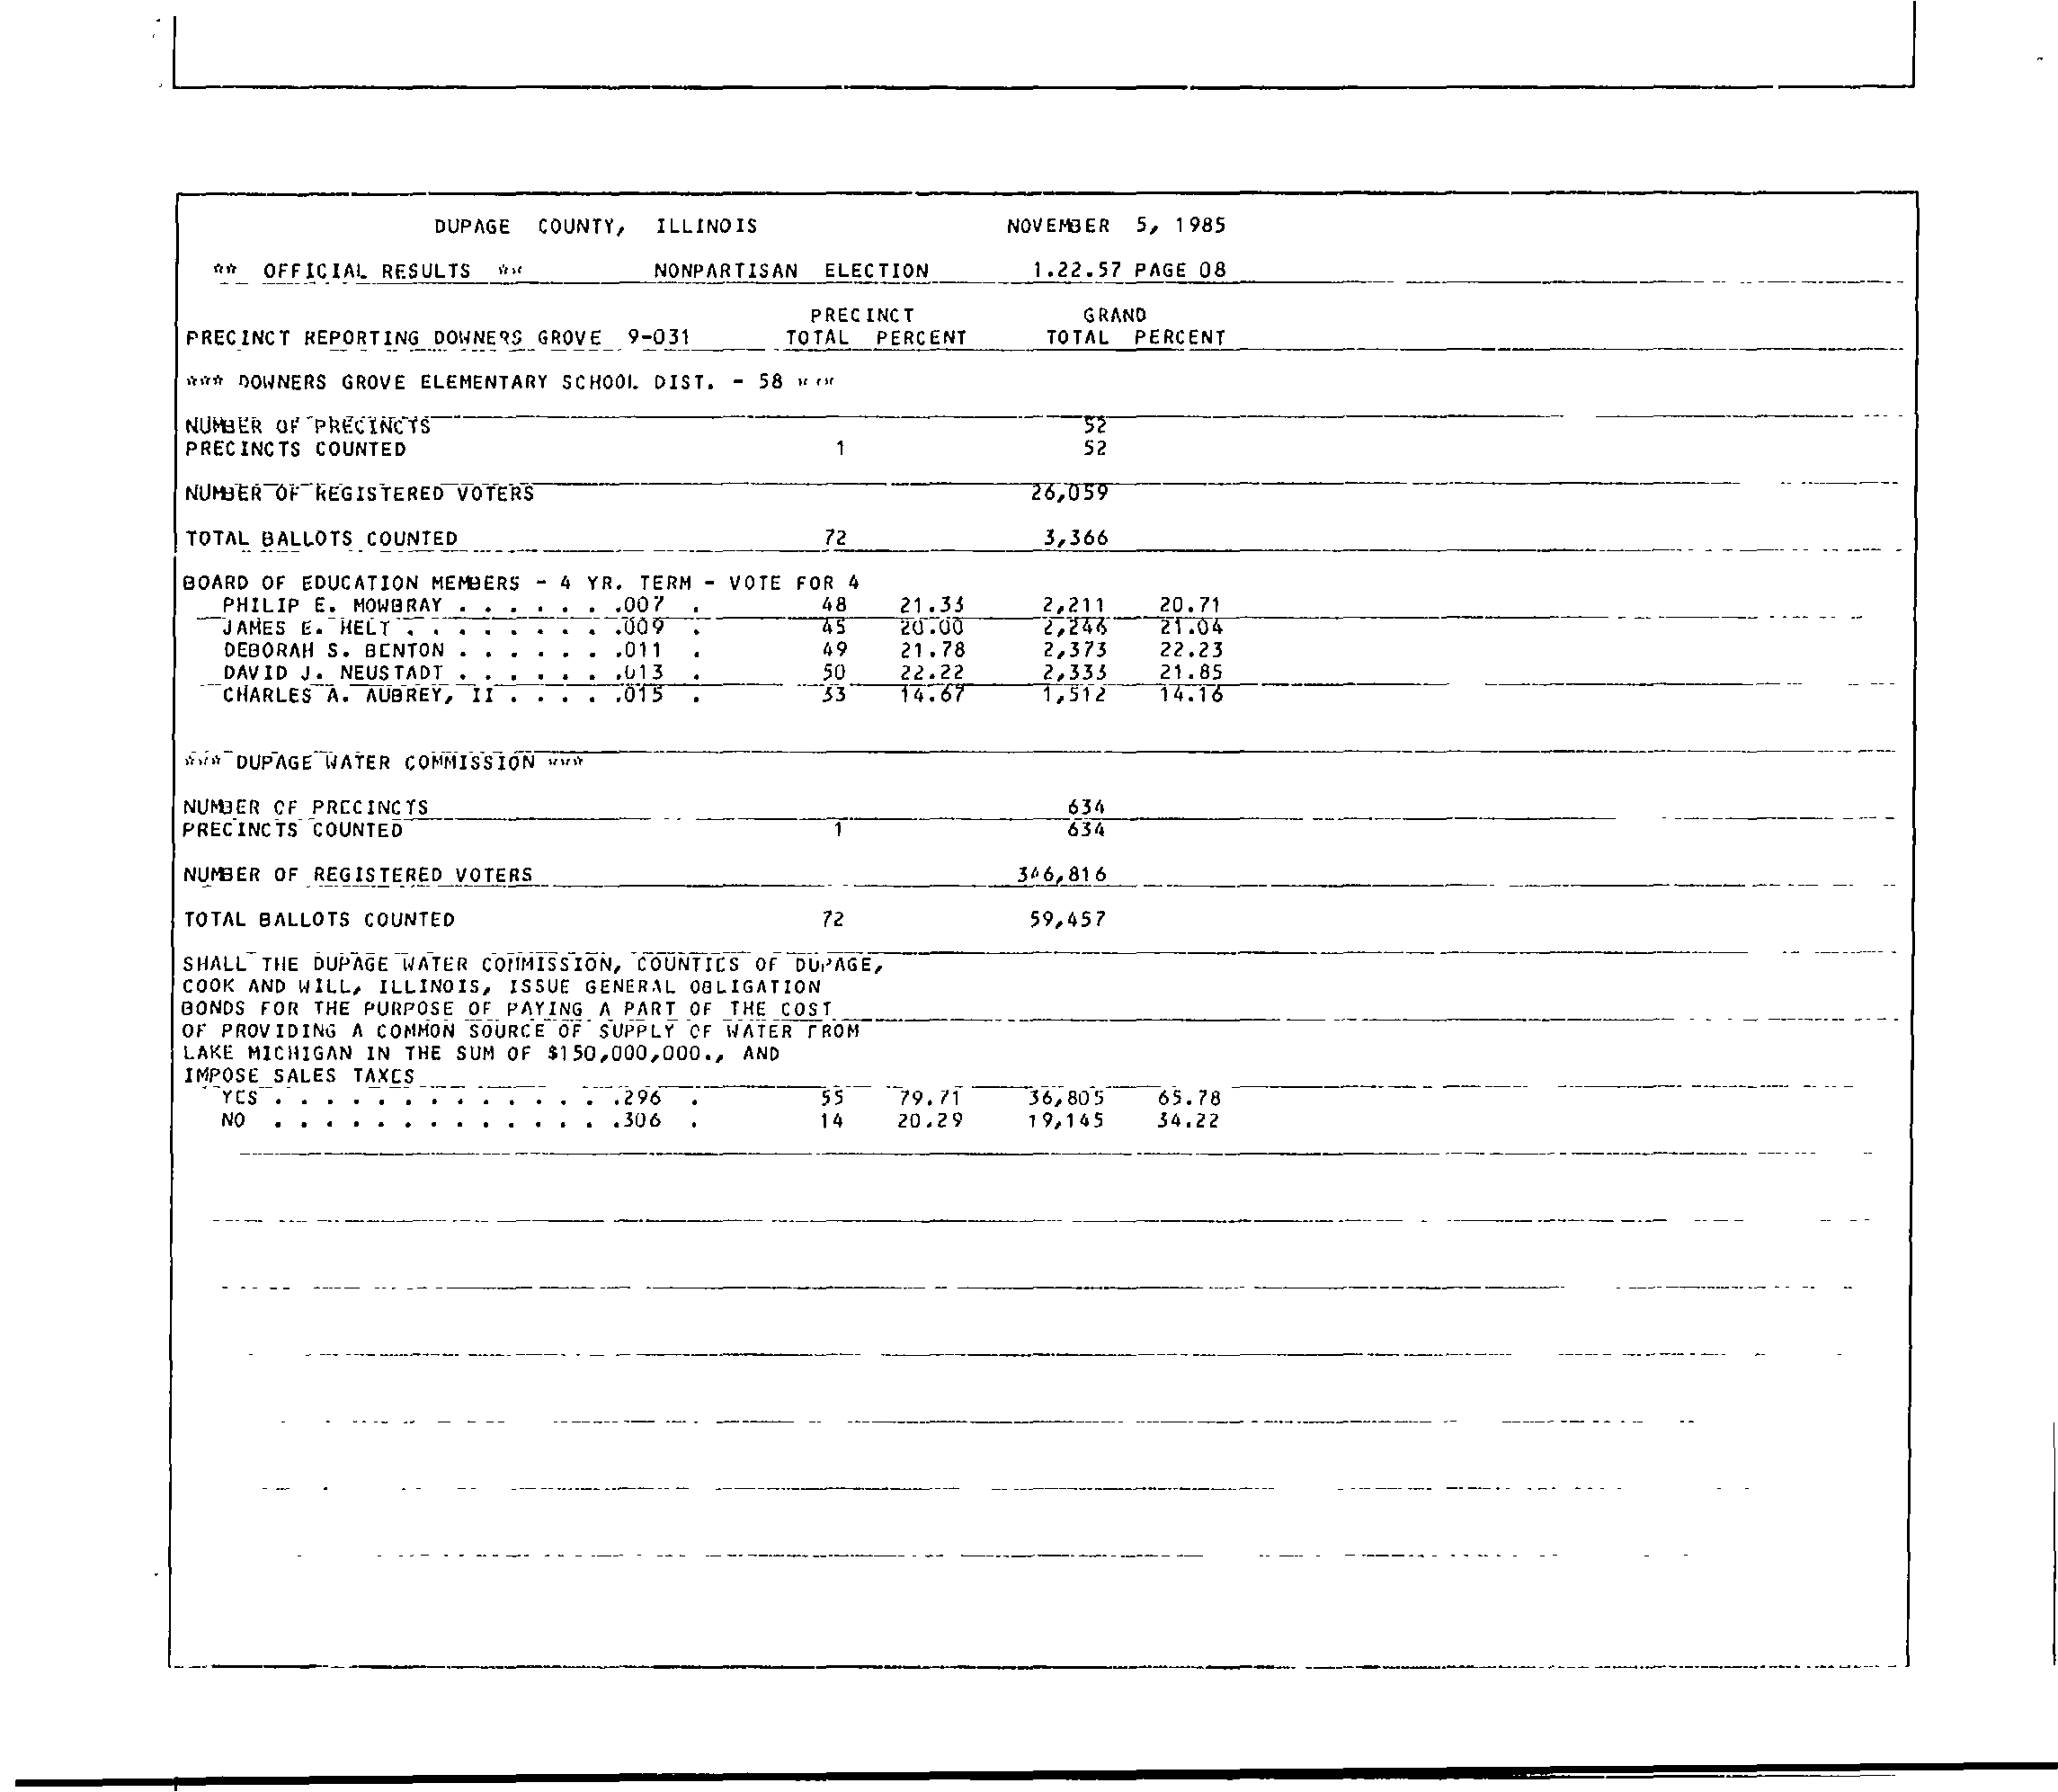 DUPAGE COUNTY, ILLINOIS NOVEMBER 5, 1985
** OFFICIAL RESULTS ** NONPARTISAN ELECTION 1.22.57 PAGE 08
PRECINCT GRAND
PRECINCT REPORTING DOWNERS GROVE 9-031 TOTAL PERCENT TOTAL PERCENT
*** DOWNERS GROVE ELEMENTARY SCHOOL DIST. - 58 ***
NUMBER OF PRECINCTS 52
PRECINCTS COUNTED 1 52
NUMBER OF REGISTERED VOTERS 26,059
TOTAL BALLOTS COUNTED 72 3,366
BOARD OF EDUCATION MEMBERS - 4 YR. TERM - VOTE FOR 4
PHILIP E. MOWBRAY . . . . . . .007 . 48 21.33 2,211 20.71
JAMES E. HELT . . . . . . . . .009 . 45 20.00 2,246 21.04
DEBORAH S. BENTON . . . . . . .011 . 49 21.78 2,373 22.23
DAVID J. NEUSTADT . . . . . . .013 . 50 22.22 2,333 21.85
CHARLES A. AUBREY, II . . . . .015 . 33 14.67 1,512 14.16
*** DUPAGE WATER COMMISSION ***
NUMBER OF PRECINCTS 634
PRECINCTS COUNTED 1 634
NUMBER OF REGISTERED VOTERS 346,816
TOTAL BALLOTS COUNTED 72 59,457
SHALL THE DUPAGE WATER COMMISSION, COUNTIES OF DUPAGE,
COOK AND WILL, ILLINOIS, ISSUE GENERAL OBLIGATION
BONDS FOR THE PURPOSE OF PAYING A PART OF THE COST
OF PROVIDING A COMMON SOURCE OF SUPPLY OF WATER FROM
LAKE MICHIGAN IN THE SUM OF $150,000,000., AND
IMPOSE SALES TAXES
YES . . . . . . . . . . . . . .296 . 55 79.71 36,805 65.78
NO . . . . . . . . . . . . . .306 . 14 20.29 19,145 34.22